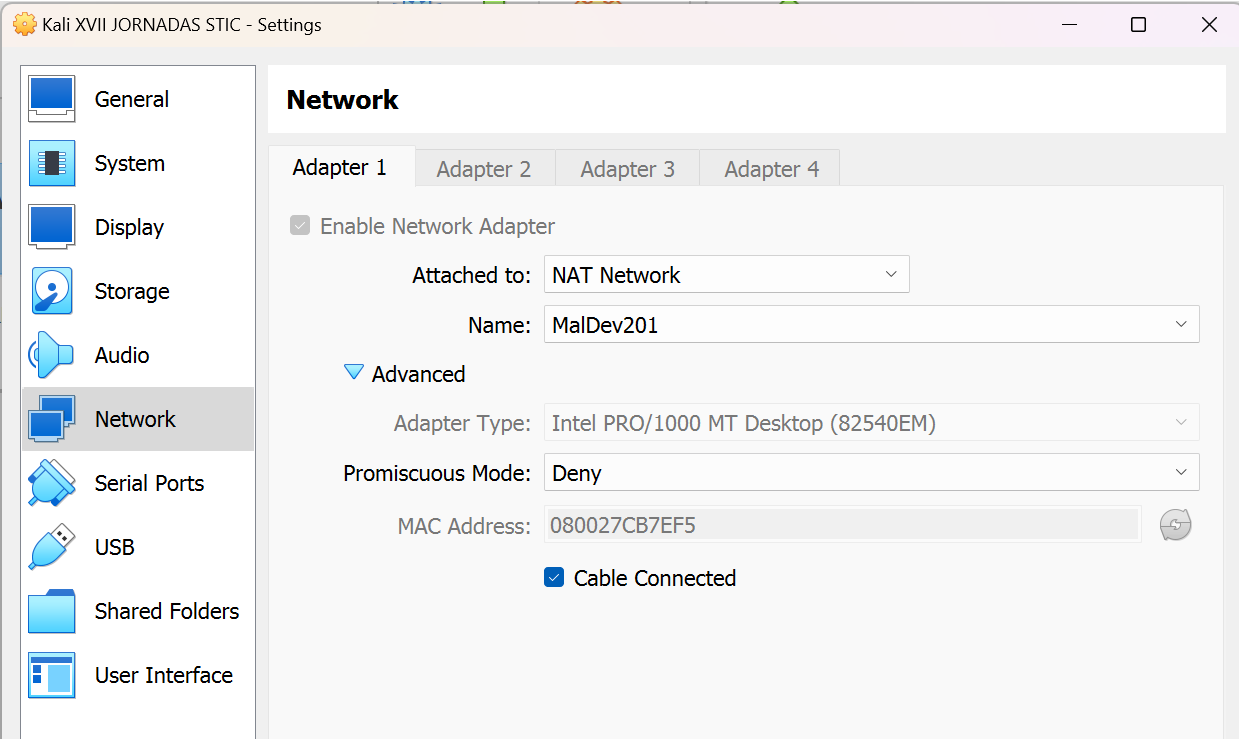 Kali XVII JORNADAS STIC - Settings
General
System
Display
Storage
Audio
Network
Serial Ports
USB
Shared Folders
User Interface
Network
Adapter 1
Adapter 2
Adapter 3
Adapter 4
Enable Network Adapter
Attached to: NAT Network
Name: MalDev201
Advanced
Adapter Type: Intel PRO/1000 MT Desktop (82540EM)
Promiscuous Mode: Deny
MAC Address: 080027CB7EF5
Cable Connected